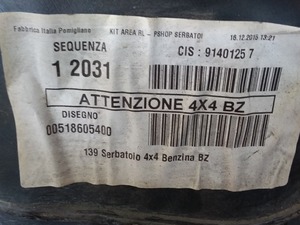 Fabbrica Italia Pomigliano KIT AREA RL - PSHOP SERBATOI 16.12.2015 13:21
SEQUENZA CIS : 9140125 7
1 2031
ATTENZIONE 4X4 BZ
DISEGNO
00518605400
139 Serbatoio 4x4 Benzina BZ